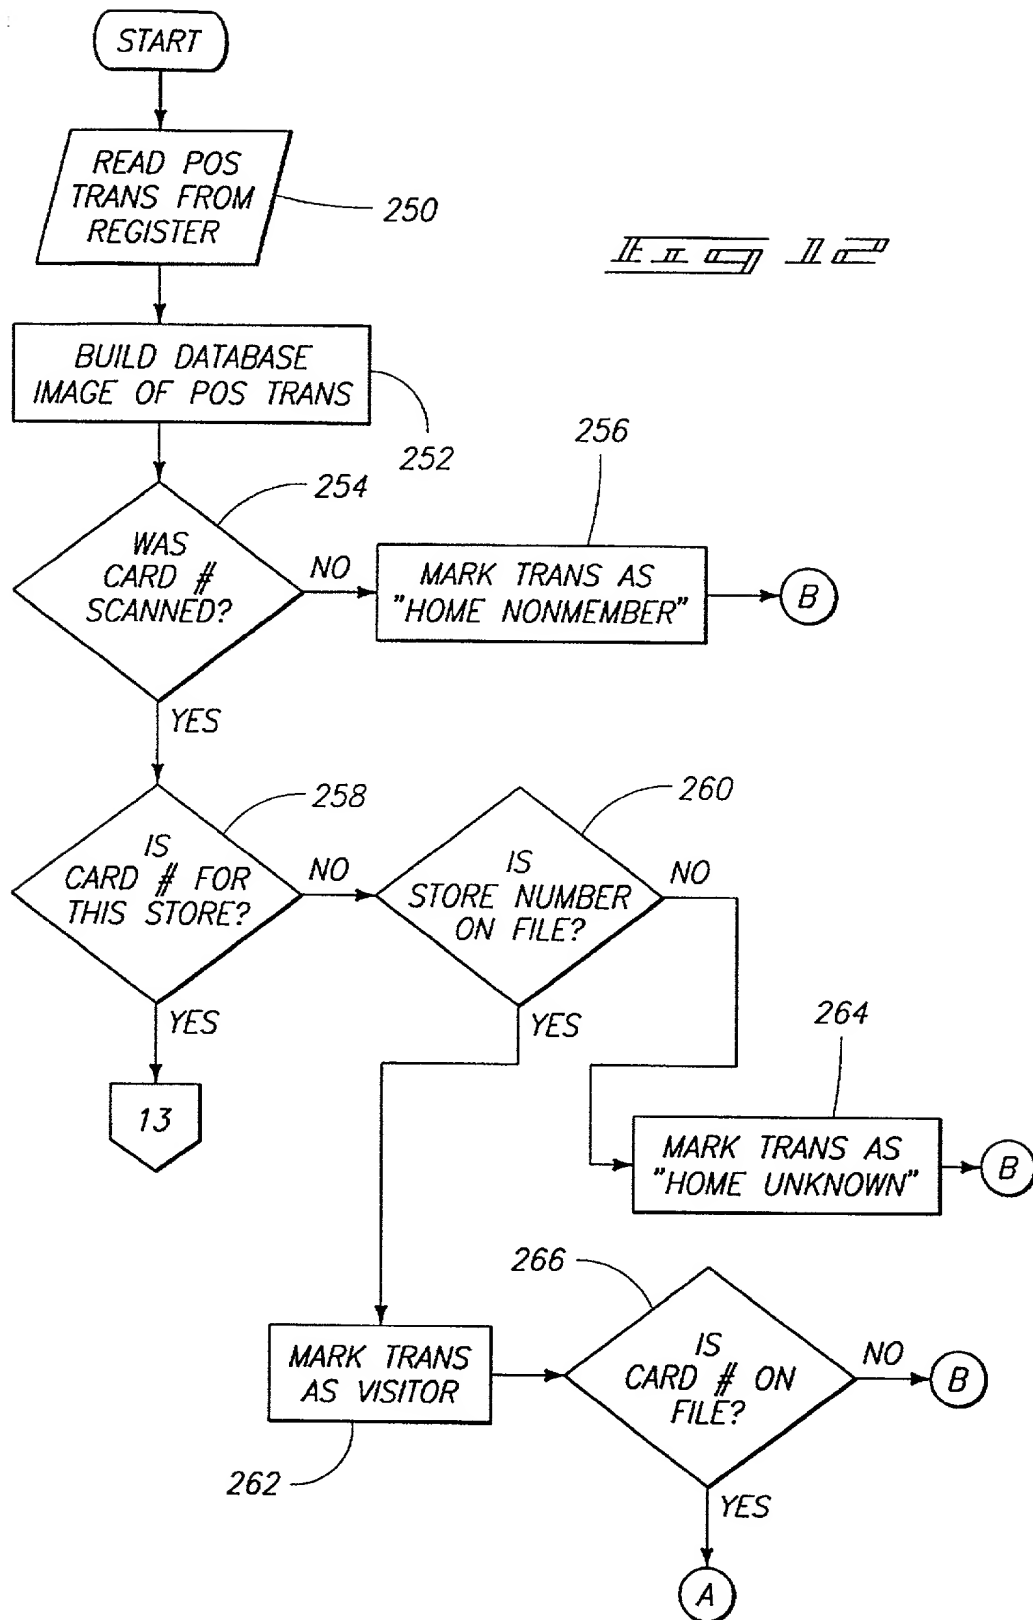 START
READ POS
TRANS FROM
REGISTER
250
Fig 12
BUILD DATABASE
IMAGE OF POS TRANS
252
254
256
WAS
CARD #
SCANNED?
NO
MARK TRANS AS
"HOME NONMEMBER"
B
YES
258
260
IS
CARD # FOR
THIS STORE?
NO
IS
STORE NUMBER
ON FILE?
NO
YES
YES
264
13
MARK TRANS AS
"HOME UNKNOWN"
B
266
MARK TRANS
AS VISITOR
IS
CARD # ON
FILE?
NO
B
262
YES
A